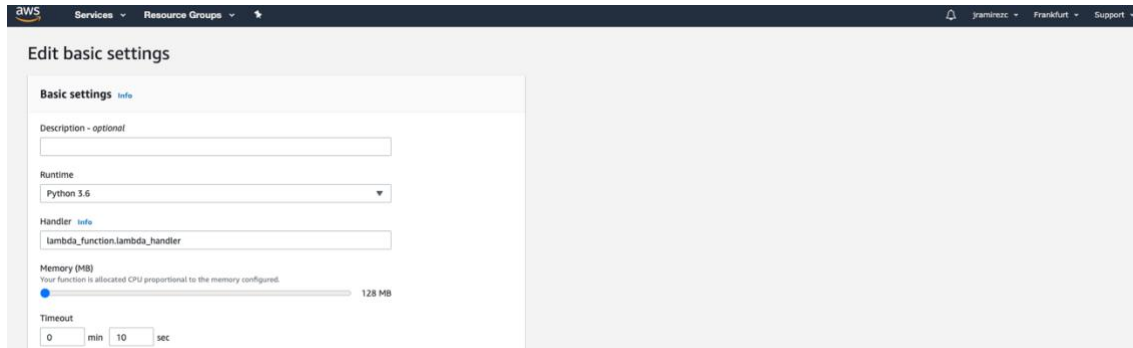 aws Services Resource Groups jramirezc Frankfurt Support
Edit basic settings
Basic settings Info
Description - optional
Runtime
Python 3.6
Handler Info
lambda_function.lambda_handler
Memory (MB)
Your function is allocated CPU proportional to the memory configured.
128 MB
Timeout
0 min 10 sec